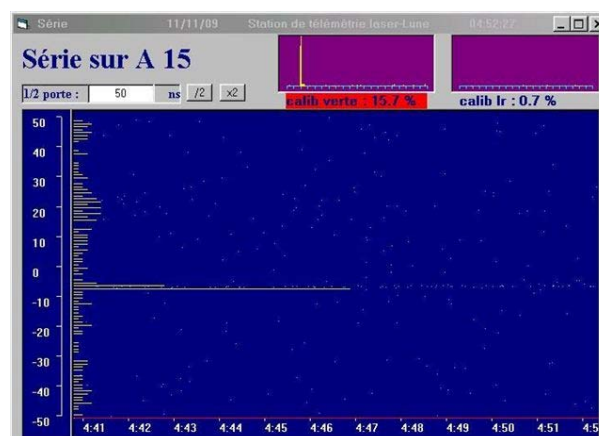 Série 11/11/09 Station de télémétrie laser-Lune 04:52:27
Série sur A 15
1/2 porte : 50 ns /2 x2
calib verte : 15.7 % calib Ir : 0.7 %
50
40
30
20
10
0
-10
-20
-30
-40
-50
4:41 4:42 4:43 4:44 4:45 4:46 4:47 4:48 4:49 4:50 4:51 4:5